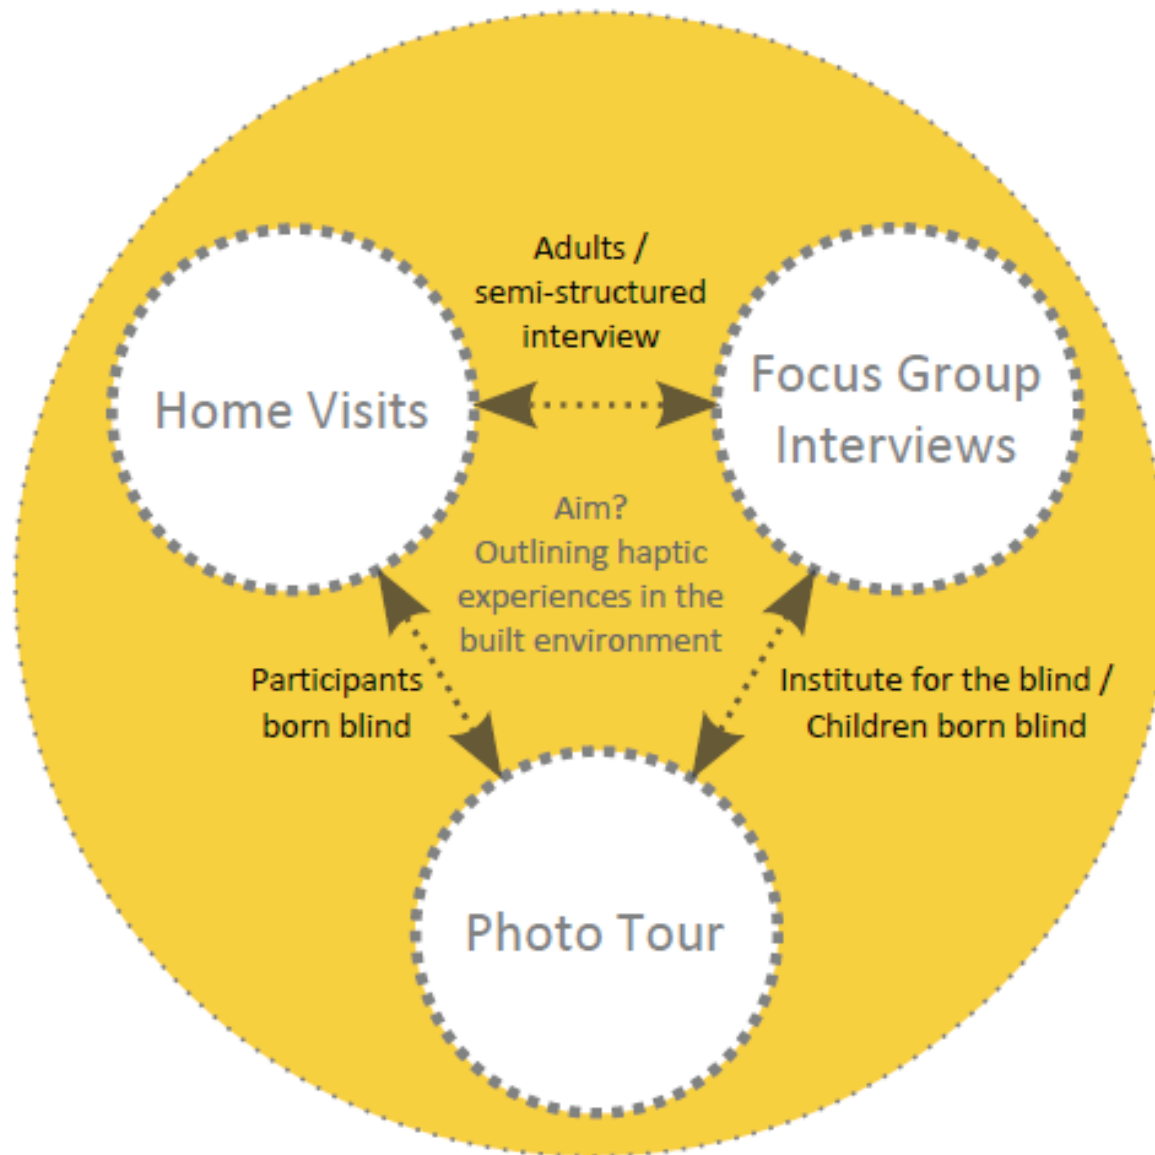 Adults /
semi-structured
interview
Home Visits
Focus Group
Interviews
Aim?
Outlining haptic
experiences in the
built environment
Participants
born blind
Institute for the blind /
Children born blind
Photo Tour